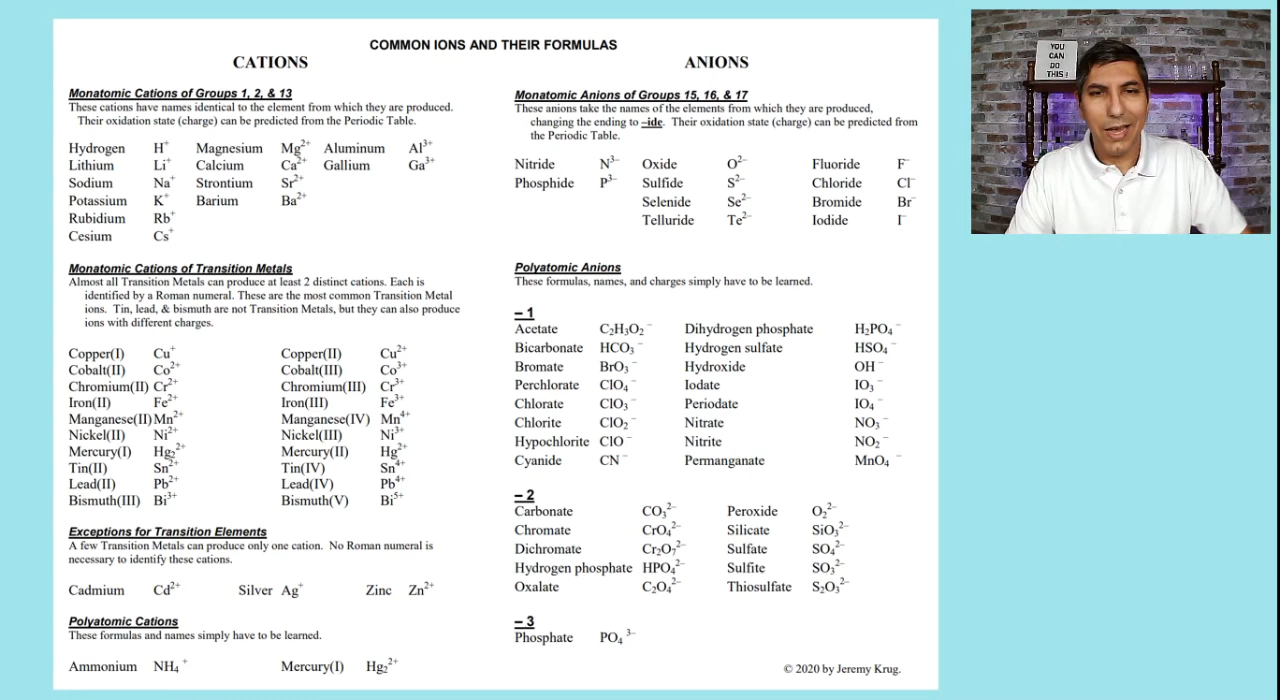 COMMON IONS AND THEIR FORMULAS
CATIONS
Monatomic Cations of Groups 1, 2, & 13
These cations have names identical to the element from which they are produced.
Their oxidation state (charge) can be predicted from the Periodic Table.
Hydrogen H⁺ Magnesium Mg²⁺ Aluminum Al³⁺
Lithium Li⁺ Calcium Ca²⁺ Gallium Ga³⁺
Sodium Na⁺ Strontium Sr²⁺
Potassium K⁺ Barium Ba²⁺
Rubidium Rb⁺
Cesium Cs⁺
Monatomic Cations of Transition Metals
Almost all Transition Metals can produce at least 2 distinct cations. Each is
identified by a Roman numeral. These are the most common Transition Metal
ions. Tin, lead, & bismuth are not Transition Metals, but they can also produce
ions with different charges.
Copper(I) Cu⁺ Copper(II) Cu²⁺
Cobalt(II) Co²⁺ Cobalt(III) Co³⁺
Chromium(II) Cr²⁺ Chromium(III) Cr³⁺
Iron(II) Fe²⁺ Iron(III) Fe³⁺
Manganese(II) Mn²⁺ Manganese(IV) Mn⁴⁺
Nickel(II) Ni²⁺ Nickel(III) Ni³⁺
Mercury(I) Hg₂²⁺ Mercury(II) Hg²⁺
Tin(II) Sn²⁺ Tin(IV) Sn⁴⁺
Lead(II) Pb²⁺ Lead(IV) Pb⁴⁺
Bismuth(III) Bi³⁺ Bismuth(V) Bi⁵⁺
Exceptions for Transition Elements
A few Transition Metals can produce only one cation. No Roman numeral is
necessary to identify these cations.
Cadmium Cd²⁺ Silver Ag⁺ Zinc Zn²⁺
Polyatomic Cations
These formulas and names simply have to be learned.
Ammonium NH₄⁺ Mercury(I) Hg₂²⁺
ANIONS
Monatomic Anions of Groups 15, 16, & 17
These anions take the names of the elements from which they are produced,
changing the ending to –ide. Their oxidation state (charge) can be predicted from
the Periodic Table.
Nitride N³⁻ Oxide O²⁻ Fluoride F⁻
Phosphide P³⁻ Sulfide S²⁻ Chloride Cl⁻
Selenide Se²⁻ Bromide Br⁻
Telluride Te²⁻ Iodide I⁻
Polyatomic Anions
These formulas, names, and charges simply have to be learned.
– 1
Acetate C₂H₃O₂⁻ Dihydrogen phosphate H₂PO₄⁻
Bicarbonate HCO₃⁻ Hydrogen sulfate HSO₄⁻
Bromate BrO₃⁻ Hydroxide OH⁻
Perchlorate ClO₄⁻ Iodate IO₃⁻
Chlorate ClO₃⁻ Periodate IO₄⁻
Chlorite ClO₂⁻ Nitrate NO₃⁻
Hypochlorite ClO⁻ Nitrite NO₂⁻
Cyanide CN⁻ Permanganate MnO₄⁻
– 2
Carbonate CO₃²⁻ Peroxide O₂²⁻
Chromate CrO₄²⁻ Silicate SiO₃²⁻
Dichromate Cr₂O₇²⁻ Sulfate SO₄²⁻
Hydrogen phosphate HPO₄²⁻ Sulfite SO₃²⁻
Oxalate C₂O₄²⁻ Thiosulfate S₂O₃²⁻
– 3
Phosphate PO₄³⁻
© 2020 by Jeremy Krug.
YOU
CAN
DO
THIS !